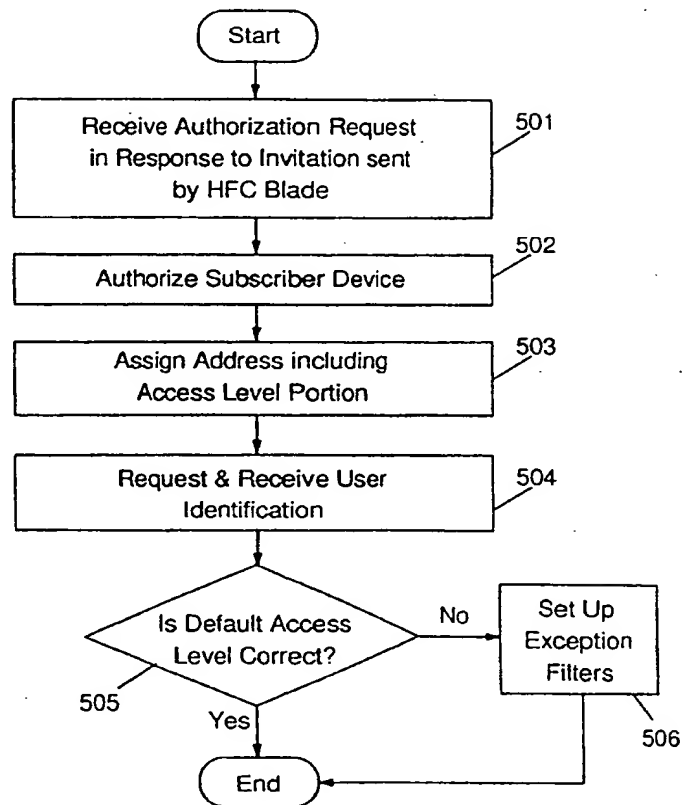 Start
Receive Authorization Request
in Response to Invitation sent
by HFC Blade
501
Authorize Subscriber Device
502
Assign Address including
Access Level Portion
503
Request & Receive User
Identification
504
Is Default Access
Level Correct?
505
No
Set Up
Exception
Filters
506
Yes
End